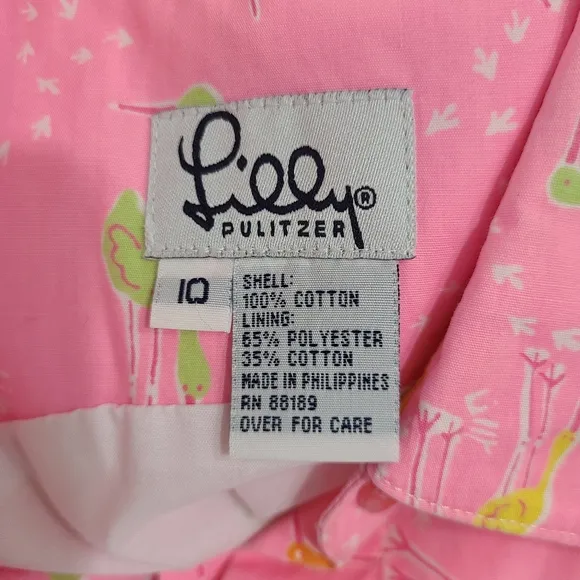 Lilly®
PULITZER
10
SHELL:
100% COTTON
LINING:
65% POLYESTER
35% COTTON
MADE IN PHILIPPINES
RN 88189
OVER FOR CARE